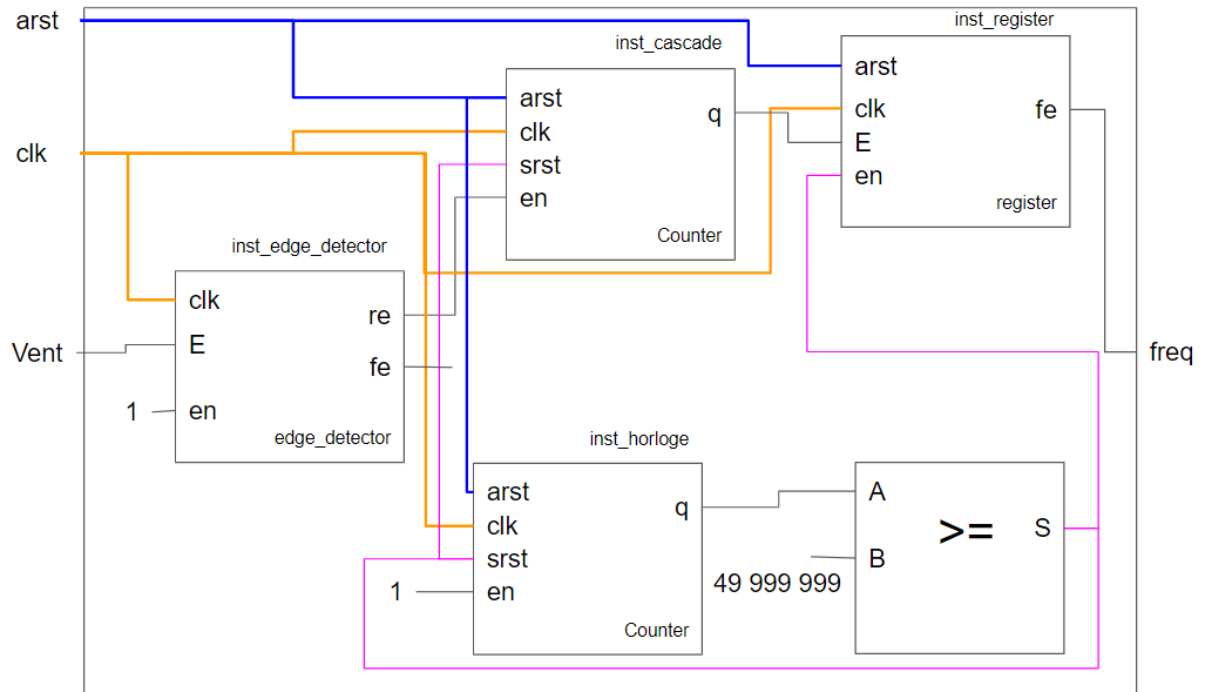 arst
inst_register
inst_cascade
arst
clk
srst
en
q
Counter
arst
clk
E
en
fe
register
clk
inst_edge_detector
clk
E
en
re
fe
edge_detector
Vent
1
freq
inst_horloge
arst
clk
srst
en
q
Counter
1
A
B
>=
S
49 999 999